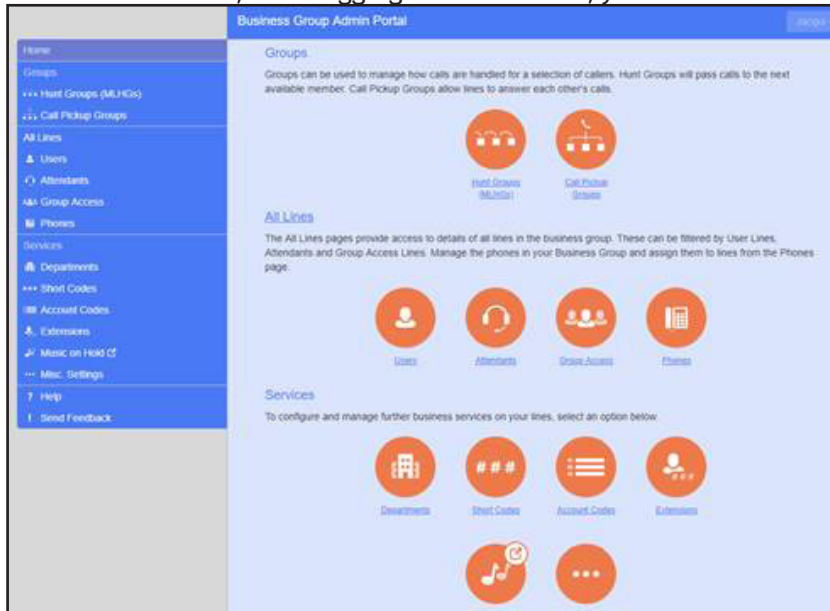 Business Group Admin Portal
Home
Groups
Hunt Groups (MLHGs)
Call Pickup Groups
All Lines
Users
Attendants
Group Access
Phones
Services
Departments
Short Codes
Account Codes
Extensions
Music on Hold
Misc. Settings
? Help
! Send Feedback
Groups
Groups can be used to manage how calls are handled for a selection of callers. Hunt Groups will pass calls to the next
available member. Call Pickup Groups allow lines to answer each other's calls.
Hunt Groups
(MLHGs)
Call Pickup
Groups
All Lines
The All Lines pages provide access to details of all lines in the business group. These can be filtered by User Lines,
Attendants and Group Access Lines. Manage the phones in your Business Group and assign them to lines from the Phones
page.
Users
Attendants
Group Access
Phones
Services
To configure and manage further business services on your lines, select an option below.
# # #
Departments
Short Codes
Account Codes
Extensions